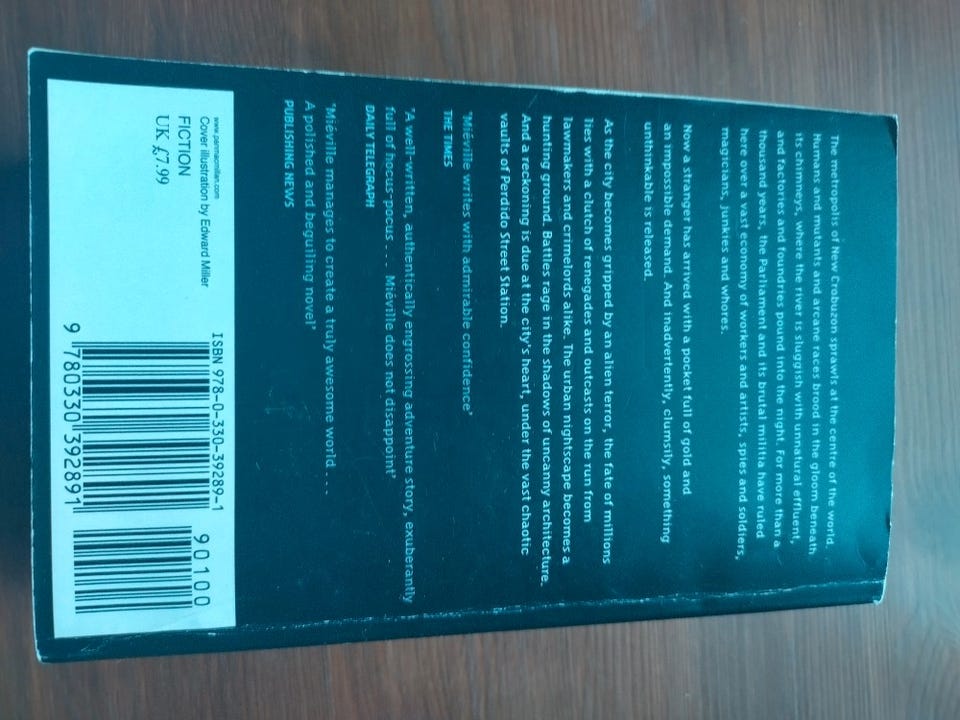 The metropolis of New Crobuzon sprawls at the centre of the world.
Humans and mutants and arcane races brood in the gloom beneath
its chimneys, where the river is sluggish with unnatural effluent,
and factories and foundries pound into the night. For more than a
thousand years, the Parliament and its brutal militia have ruled
here over a vast economy of workers and artists, spies and soldiers,
magicians, junkies and whores.
Now a stranger has arrived with a pocket full of gold and
an impossible demand. And inadvertently, clumsily, something
unthinkable is released.
As the city becomes gripped by an alien terror, the fate of millions
lies with a clutch of renegades and outcasts on the run from
lawmakers and crimelords alike. The urban nightscape becomes a
hunting ground. Battles rage in the shadows of uncanny architecture.
And a reckoning is due at the city's heart, under the vast chaotic
vaults of Perdido Street Station.
'Miéville writes with admirable confidence'
THE TIMES
'A well-written, authentically engrossing adventure story, exuberantly
full of hocus-pocus . . . Miéville does not disappoint'
DAILY TELEGRAPH
'Miéville manages to create a truly awesome world . . .
A polished and beguiling novel'
PUBLISHING NEWS
www.panmacmillan.com
Cover illustration by Edward Miller
FICTION
UK £7.99
ISBN 978-0-330-39289-1
90100
9 780330 392891